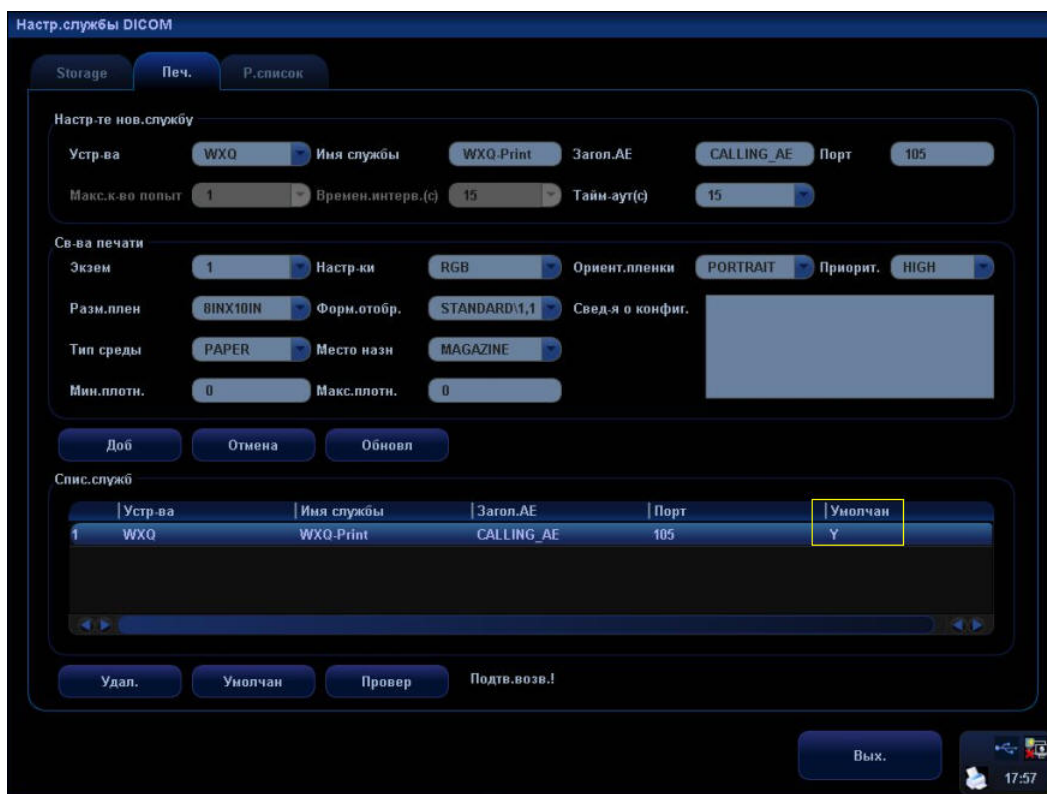 Настр.службы DICOM
Storage Печ. Р.список
Настр-те нов.службу
Устр-ва WXQ Имя службы WXQ-Print Загол.АЕ CALLING_AE Порт 105
Макс.к-во попыт 1 Времен.интерв.(с) 15 Тайм-аут(с) 15
Св-ва печати
Экзем 1 Настр-ки RGB Ориент.пленки PORTRAIT Приорит. HIGH
Разм.плен 8INX10IN Форм.отобр. STANDARD\1,1 Свед-я о конфиг.
Тип среды PAPER Место назн MAGAZINE
Мин.плотн. 0 Макс.плотн. 0
Доб Отмена Обновл
Спис.служб
Устр-ва Имя службы Загол.АЕ Порт Умолчан
1 WXQ WXQ-Print CALLING_AE 105 Y
Удал. Умолчан Провер Подтв.возв.!
Вых.
17:57